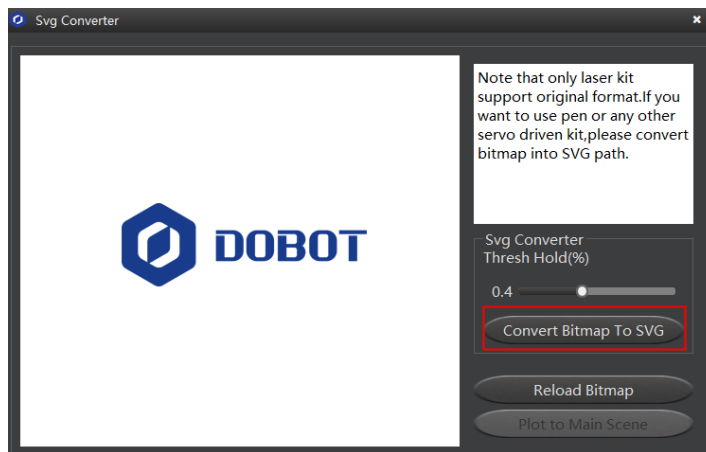 Svg Converter
Note that only laser kit
support original format.If you
want to use pen or any other
servo driven kit,please convert
bitmap into SVG path.
DOBOT
Svg Converter
Thresh Hold(%)
0.4
Convert Bitmap To SVG
Reload Bitmap
Plot to Main Scene